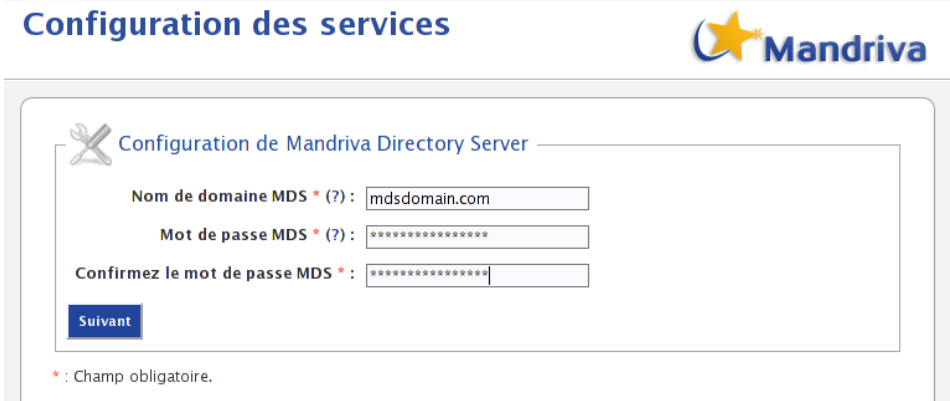 Configuration des services
Mandriva
Configuration de Mandriva Directory Server
Nom de domaine MDS * (?) : mdsdomain.com
Mot de passe MDS * (?) : ****************
Confirmez le mot de passe MDS * : ****************
Suivant
* : Champ obligatoire.